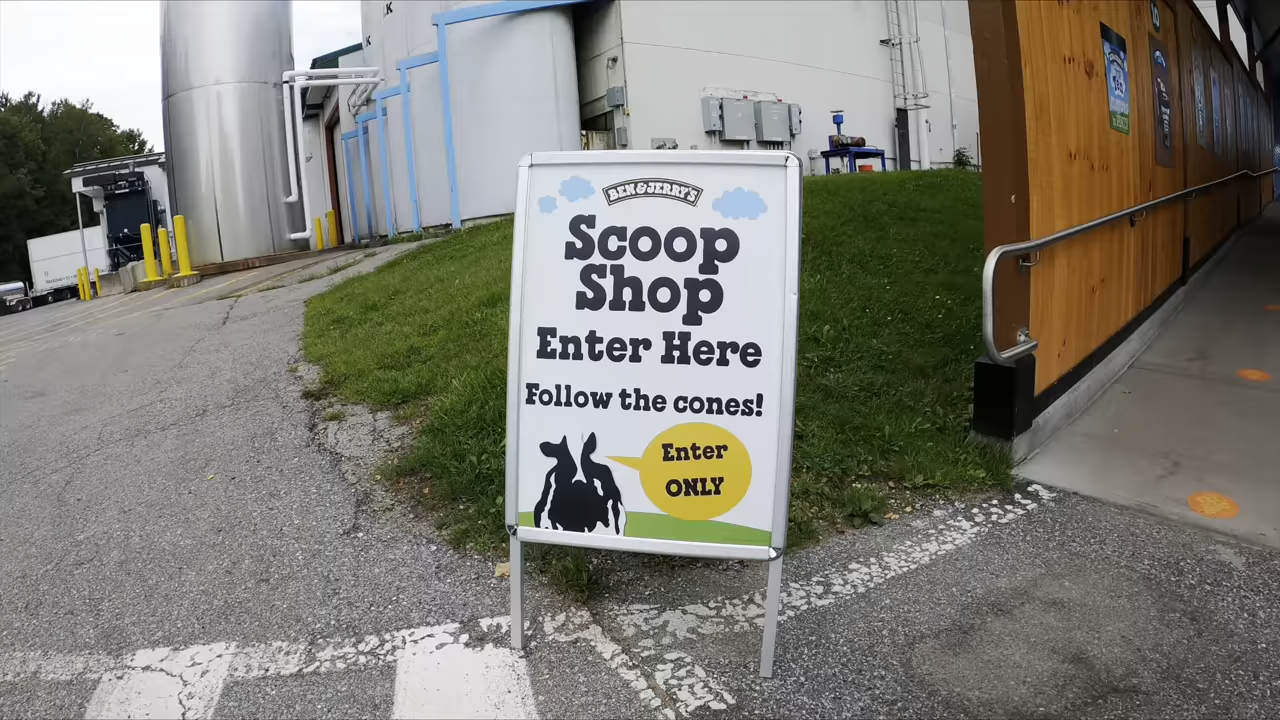 BEN & JERRY'S
Scoop
Shop
Enter Here
Follow the cones!
Enter
ONLY
K